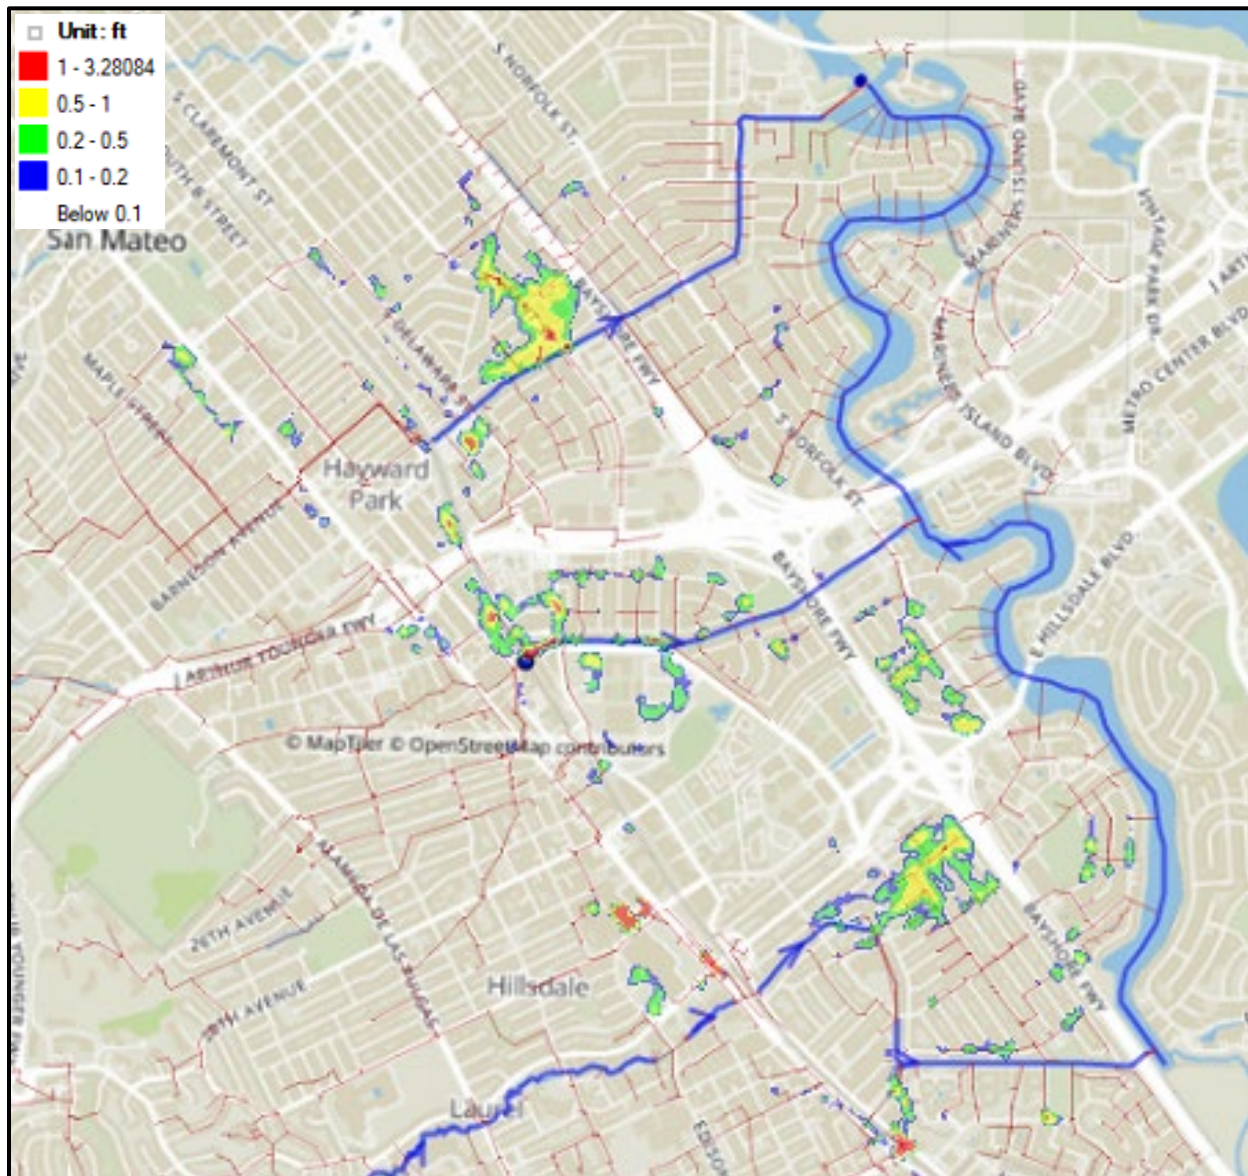 Unit: ft
1 - 3.28084
0.5 - 1
0.2 - 0.5
0.1 - 0.2
Below 0.1
S NORFOLK ST.
S CLAREMONT ST.
SOUTH B STREET
San Mateo
MARINERS ISLAND BLVD
VINTAGE PARK DR
J ARTH
BAYSHORE FWY
S DELAWARE ST
MAPLE STREET
METRO CENTER BLVD
MARINERS ISLAND BLVD
S NORFOLK ST.
Hayward
Park
BARNESON AVENUE
J ARTHUR YOUNGER FWY
BAYSHORE FWY
E HILLSDALE BLVD.
© MapTiler © OpenStreetMap contributors
ALAMEDA DE LAS PULGAS
26TH AVENUE
BAYSHORE FWY
Hillsdale
AVENUE
Laurel
EDISON